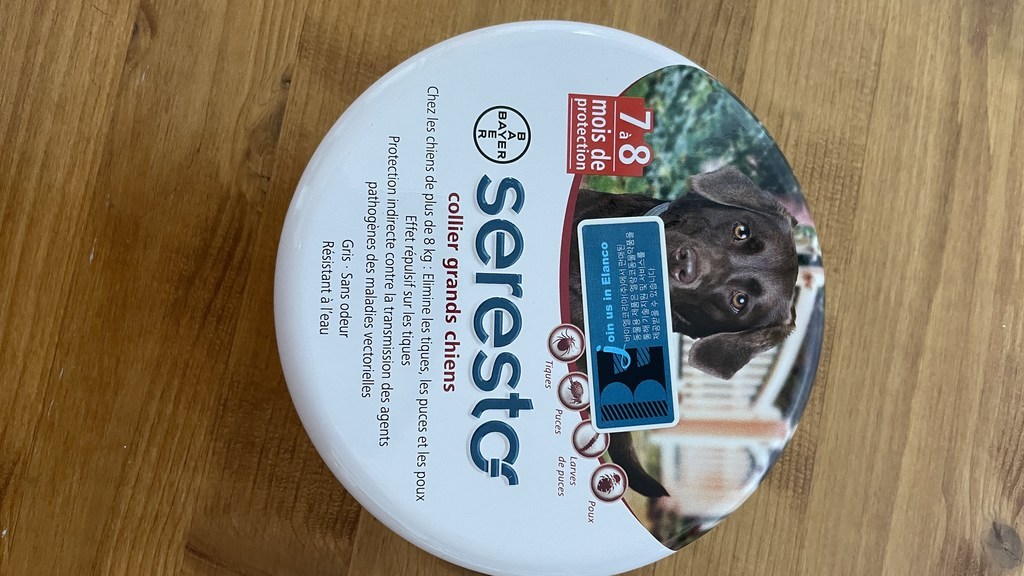 7 à 8
mois de
protection
BAYER
BAYER
seresto
collier grands chiens
Chez les chiens de plus de 8 kg : Elimine les tiques, les puces et les poux
Effet répulsif sur les tiques
Protection indirecte contre la transmission des agents
pathogènes des maladies vectorielles
Gris · Sans odeur
Résistant à l'eau
Join us in Elanco
Tiques
Puces
Larves
de puces
Poux